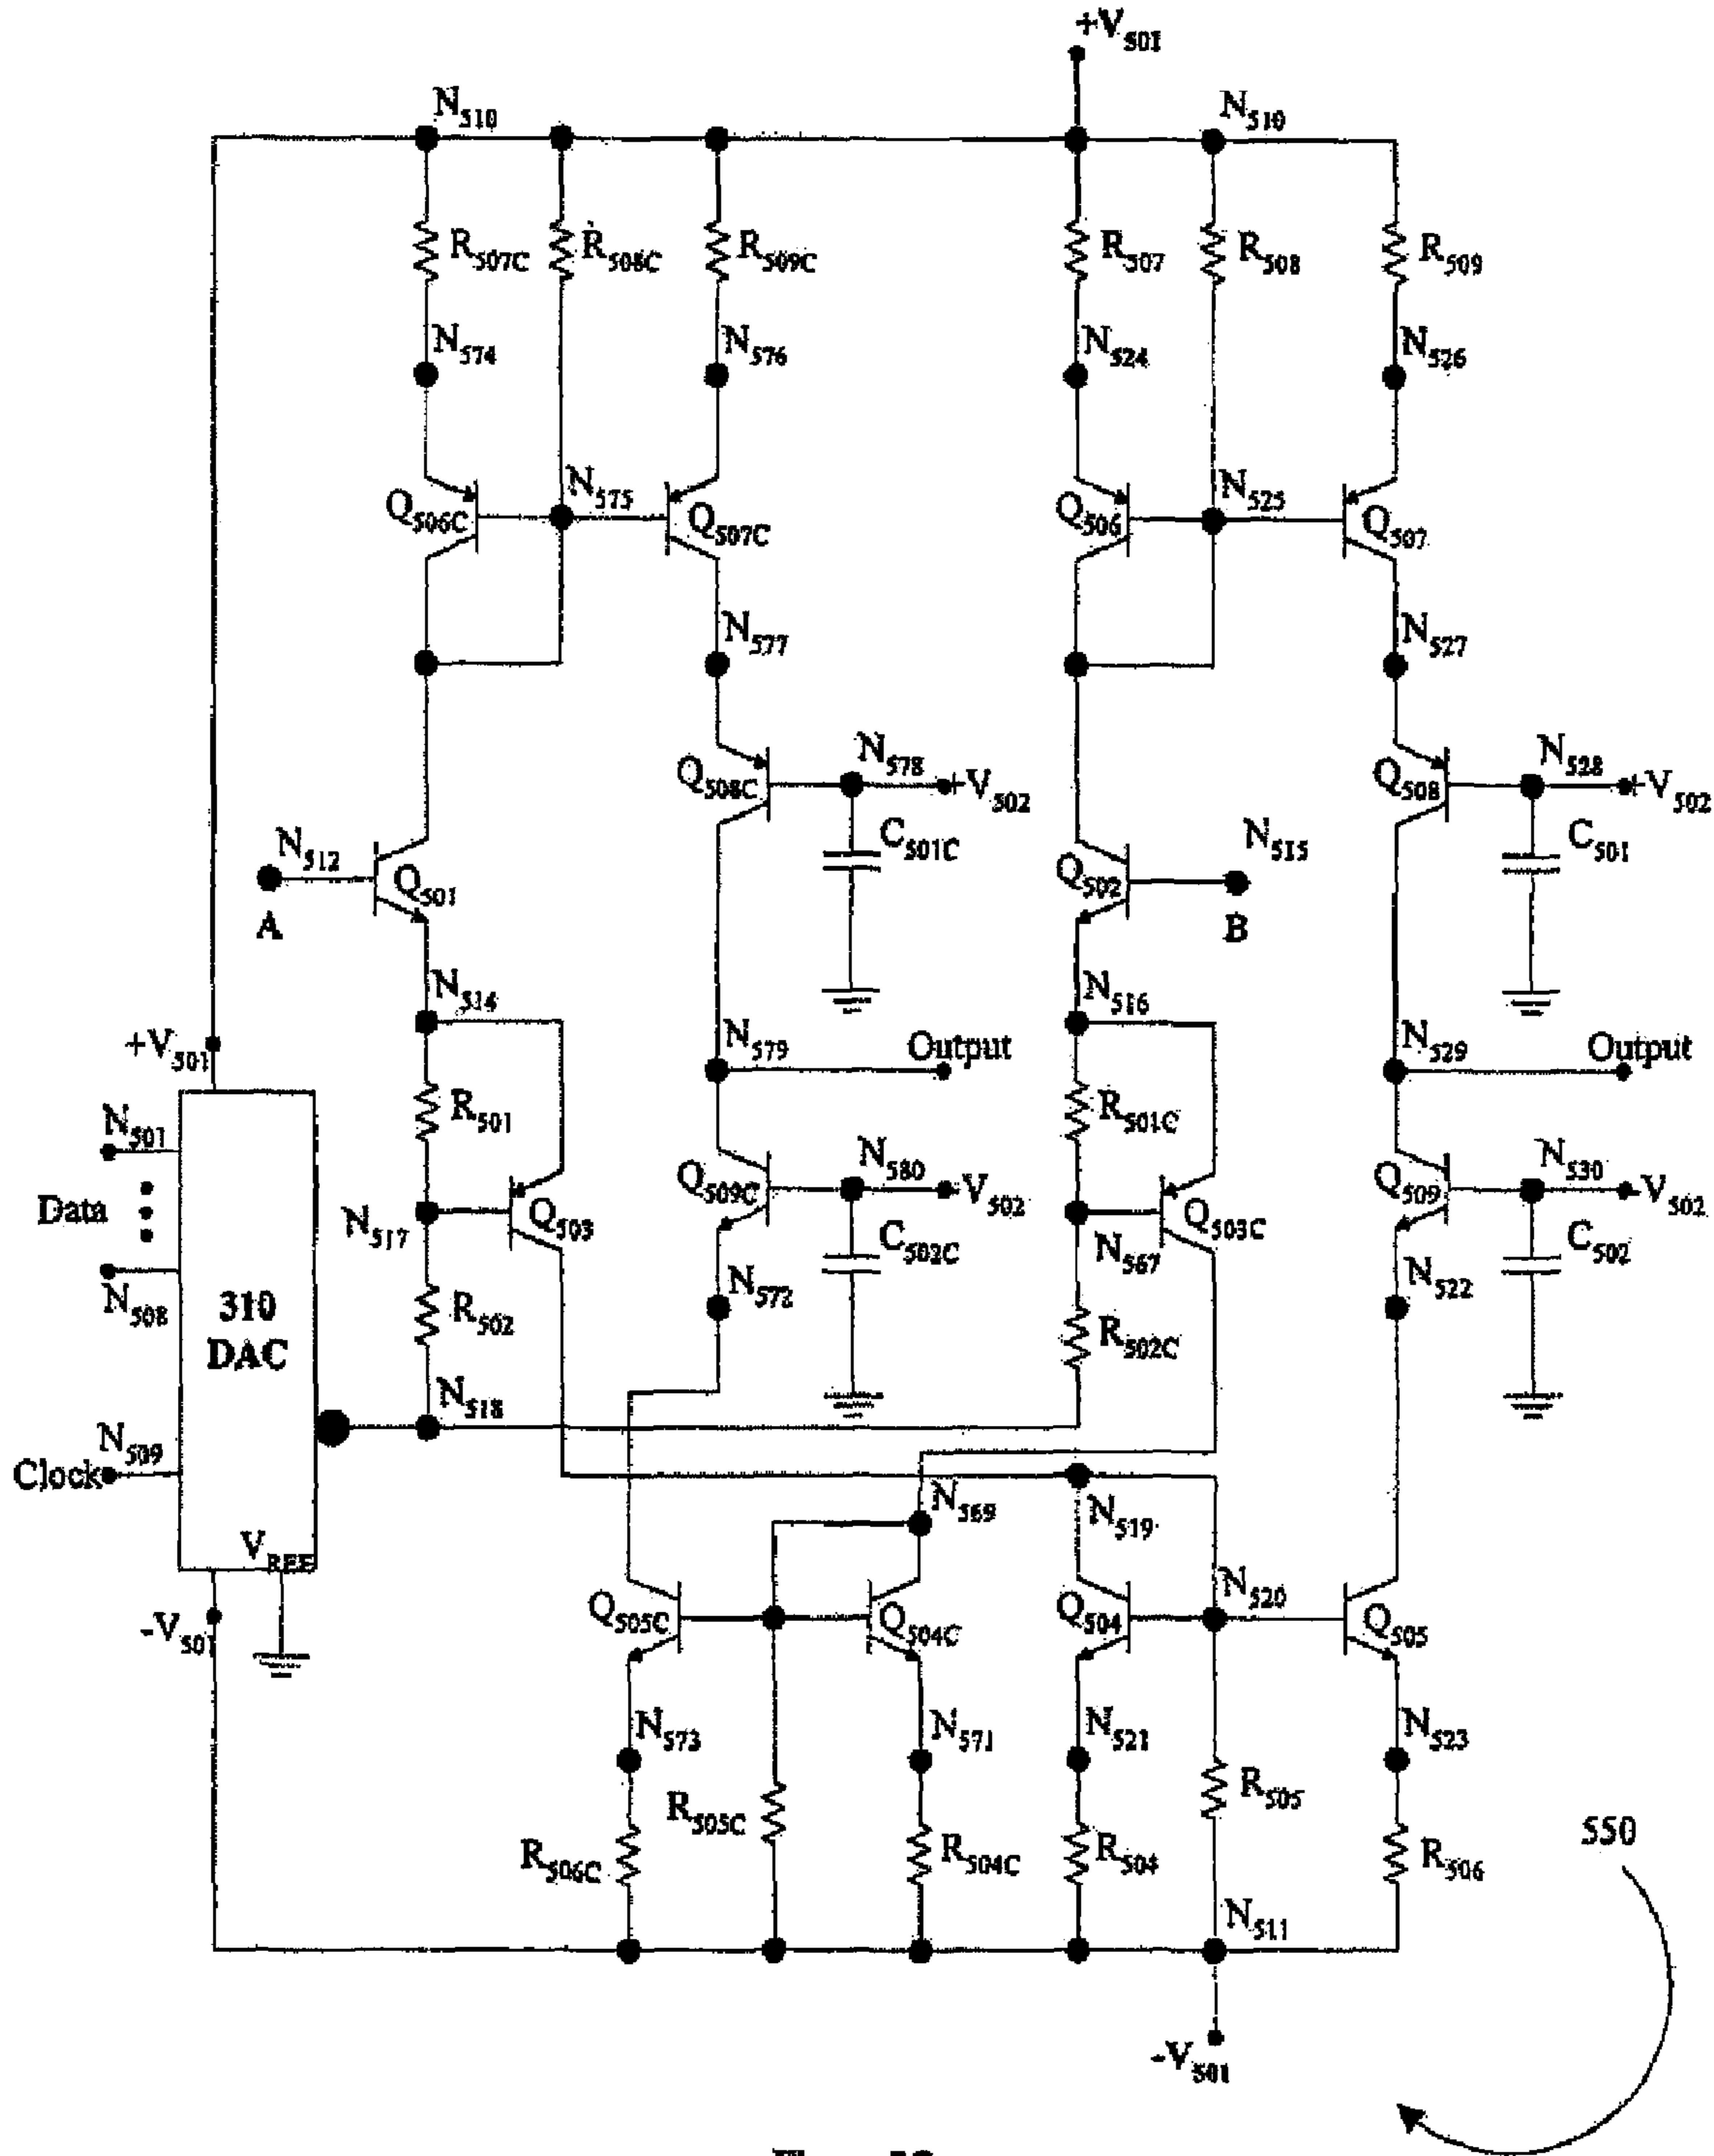 +V501
N510 N510
R507C R508C R509C R507 R508 R509
N574 N576 N524 N526
Q506C N575 Q507C Q506 N525 Q507
N577 N527
Q508C N578 +V502 Q508 N528 +V502
C501C C501
N512 Q501 Q502 N515
A B
N514 N516
+V501 N579 Output N529 Output
R501 R501C
N501
Data
N508
N517 Q503 Q509C N580 -V502 N567 Q503C Q509 N530 -V502
C502C C502
310
DAC
R502 N572 R502C N522
N518
N509
Clock
N569 N519
VREF
-V501
Q505C Q504C Q504 N520 Q505
N573 N571 N521 N523
R506C R505C R504C R504 R505 R506
550
N511
-V501